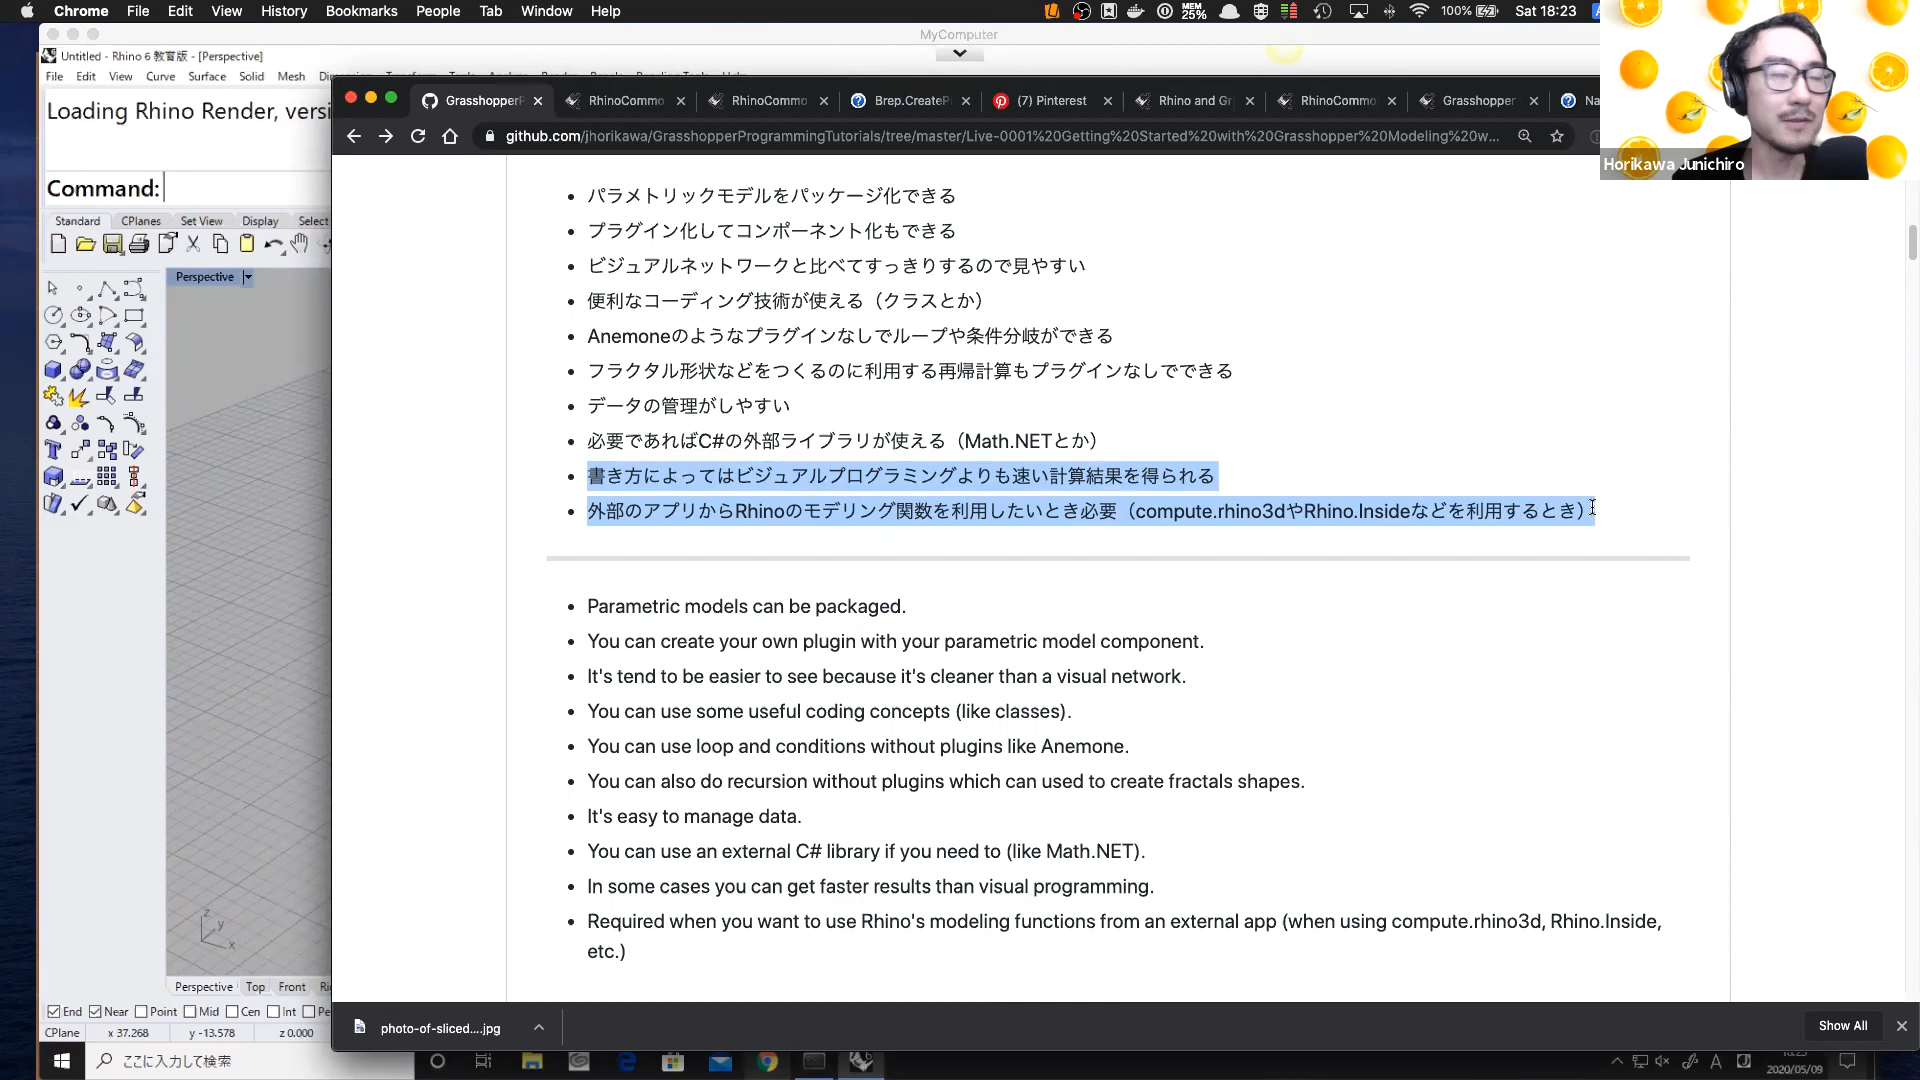 Chrome File Edit View History Bookmarks People Tab Window Help
MEM 25% 100% Sat 18:23
MyComputer
Untitled - Rhino 6 教育版 - [Perspective]
File Edit View Curve Surface Solid Mesh
Loading Rhino Render, versi
Command:
Standard CPlanes Set View Display Select
Perspective
GrasshopperP RhinoCommo RhinoCommo Brep.CreateP (7) Pinterest Rhino and Gr RhinoCommo Grasshopper Na
github.com/jhorikawa/GrasshopperProgrammingTutorials/tree/master/Live-0001%20Getting%20Started%20with%20Grasshopper%20Modeling%20w...
Horikawa Junichiro
パラメトリックモデルをパッケージ化できる
プラグイン化してコンポーネント化もできる
ビジュアルネットワークと比べてすっきりするので見やすい
便利なコーディング技術が使える（クラスとか）
Anemoneのようなプラグインなしでループや条件分岐ができる
フラクタル形状などをつくるのに利用する再帰計算もプラグインなしでできる
データの管理がしやすい
必要であればC#の外部ライブラリが使える（Math.NETとか）
書き方によってはビジュアルプログラミングよりも速い計算結果を得られる
外部のアプリからRhinoのモデリング関数を利用したいとき必要（compute.rhino3dやRhino.Insideなどを利用するとき）
Parametric models can be packaged.
You can create your own plugin with your parametric model component.
It's tend to be easier to see because it's cleaner than a visual network.
You can use some useful coding concepts (like classes).
You can use loop and conditions without plugins like Anemone.
You can also do recursion without plugins which can used to create fractals shapes.
It's easy to manage data.
You can use an external C# library if you need to (like Math.NET).
In some cases you can get faster results than visual programming.
Required when you want to use Rhino's modeling functions from an external app (when using compute.rhino3d, Rhino.Inside,
etc.)
z
y
x
Perspective Top Front Ri
End Near Point Mid Cen Int Pe
CPlane x 37.268 y -13.578 z 0.000
photo-of-sliced....jpg
Show All
ここに入力して検索
A
2020/05/09